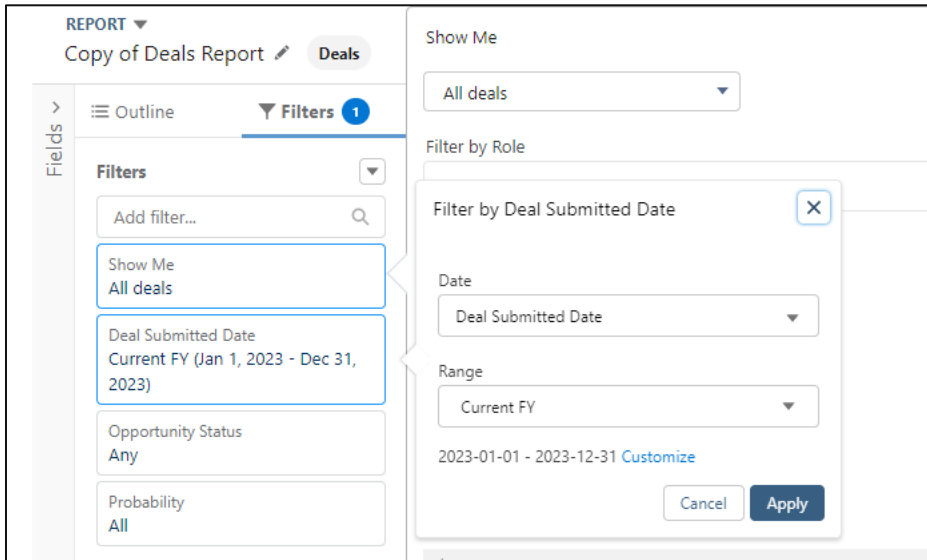 REPORT
Copy of Deals Report
Deals
Fields
Outline
Filters 1
Filters
Add filter...
Show Me
All deals
Deal Submitted Date
Current FY (Jan 1, 2023 - Dec 31,
2023)
Opportunity Status
Any
Probability
All
Show Me
All deals
Filter by Role
Filter by Deal Submitted Date
Date
Deal Submitted Date
Range
Current FY
2023-01-01 - 2023-12-31 Customize
Cancel
Apply